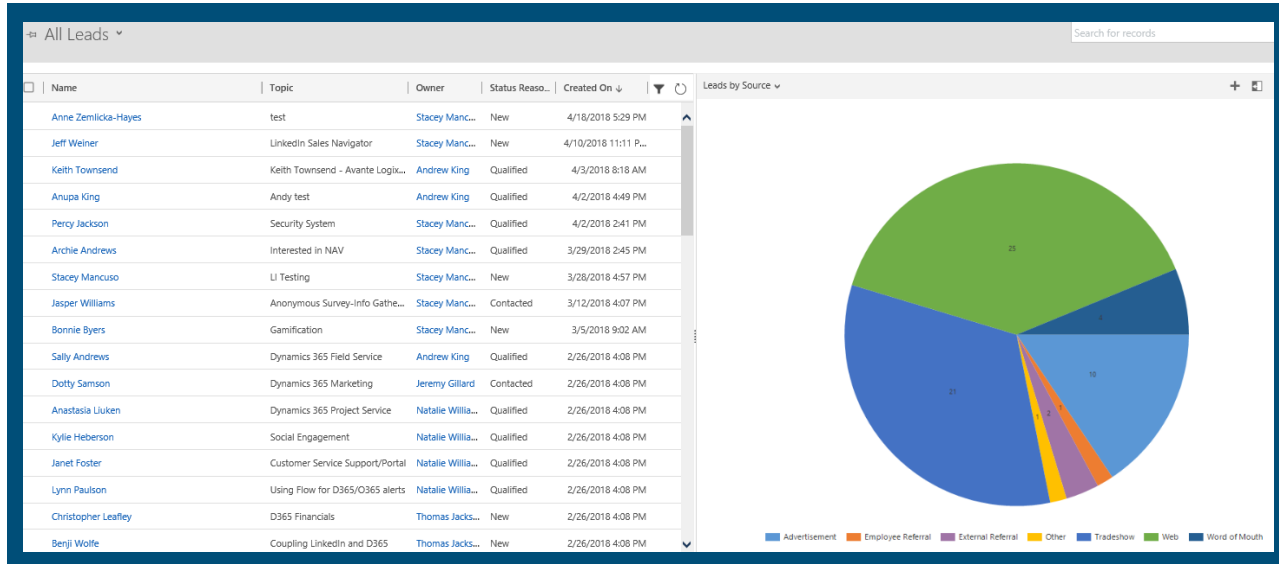 All Leads
Search for records
Name Topic Owner Status Reaso... Created On ↓
Leads by Source
Anne Zemlicka-Hayes test Stacey Manc... New 4/18/2018 5:29 PM
Jeff Weiner LinkedIn Sales Navigator Stacey Manc... New 4/10/2018 11:11 P...
Keith Townsend Keith Townsend - Avante Logix... Andrew King Qualified 4/3/2018 8:18 AM
Anupa King Andy test Andrew King Qualified 4/2/2018 4:49 PM
Percy Jackson Security System Stacey Manc... Qualified 4/2/2018 2:41 PM
Archie Andrews Interested in NAV Stacey Manc... Qualified 3/29/2018 2:45 PM
Stacey Mancuso LI Testing Stacey Manc... New 3/28/2018 4:57 PM
Jasper Williams Anonymous Survey-Info Gathe... Stacey Manc... Contacted 3/12/2018 4:07 PM
Bonnie Byers Gamification Stacey Manc... New 3/5/2018 9:02 AM
Sally Andrews Dynamics 365 Field Service Andrew King Qualified 2/26/2018 4:08 PM
Dotty Samson Dynamics 365 Marketing Jeremy Gillard Contacted 2/26/2018 4:08 PM
Anastasia Liuken Dynamics 365 Project Service Natalie Willia... Qualified 2/26/2018 4:08 PM
Kylie Heberson Social Engagement Natalie Willia... Qualified 2/26/2018 4:08 PM
Janet Foster Customer Service Support/Portal Natalie Willia... Qualified 2/26/2018 4:08 PM
Lynn Paulson Using Flow for D365/O365 alerts Natalie Willia... Qualified 2/26/2018 4:08 PM
Christopher Leafley D365 Financials Thomas Jacks... New 2/26/2018 4:08 PM
Benji Wolfe Coupling LinkedIn and D365 Thomas Jacks... New 2/26/2018 4:08 PM
25
4
10
21
1
2
1
Advertisement Employee Referral External Referral Other Tradeshow Web Word of Mouth